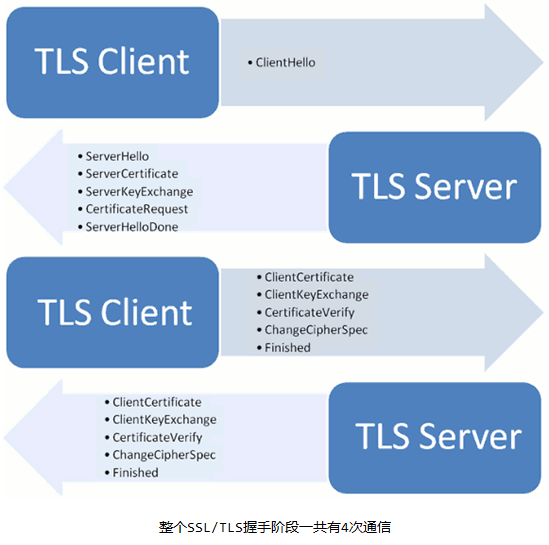 TLS Client
• ClientHello
• ServerHello
• ServerCertificate
• ServerKeyExchange
• CertificateRequest
• ServerHelloDone
TLS Server
TLS Client
• ClientCertificate
• ClientKeyExchange
• CertificateVerify
• ChangeCipherSpec
• Finished
• ClientCertificate
• ClientKeyExchange
• CertificateVerify
• ChangeCipherSpec
• Finished
TLS Server
整个SSL/TLS握手阶段一共有4次通信